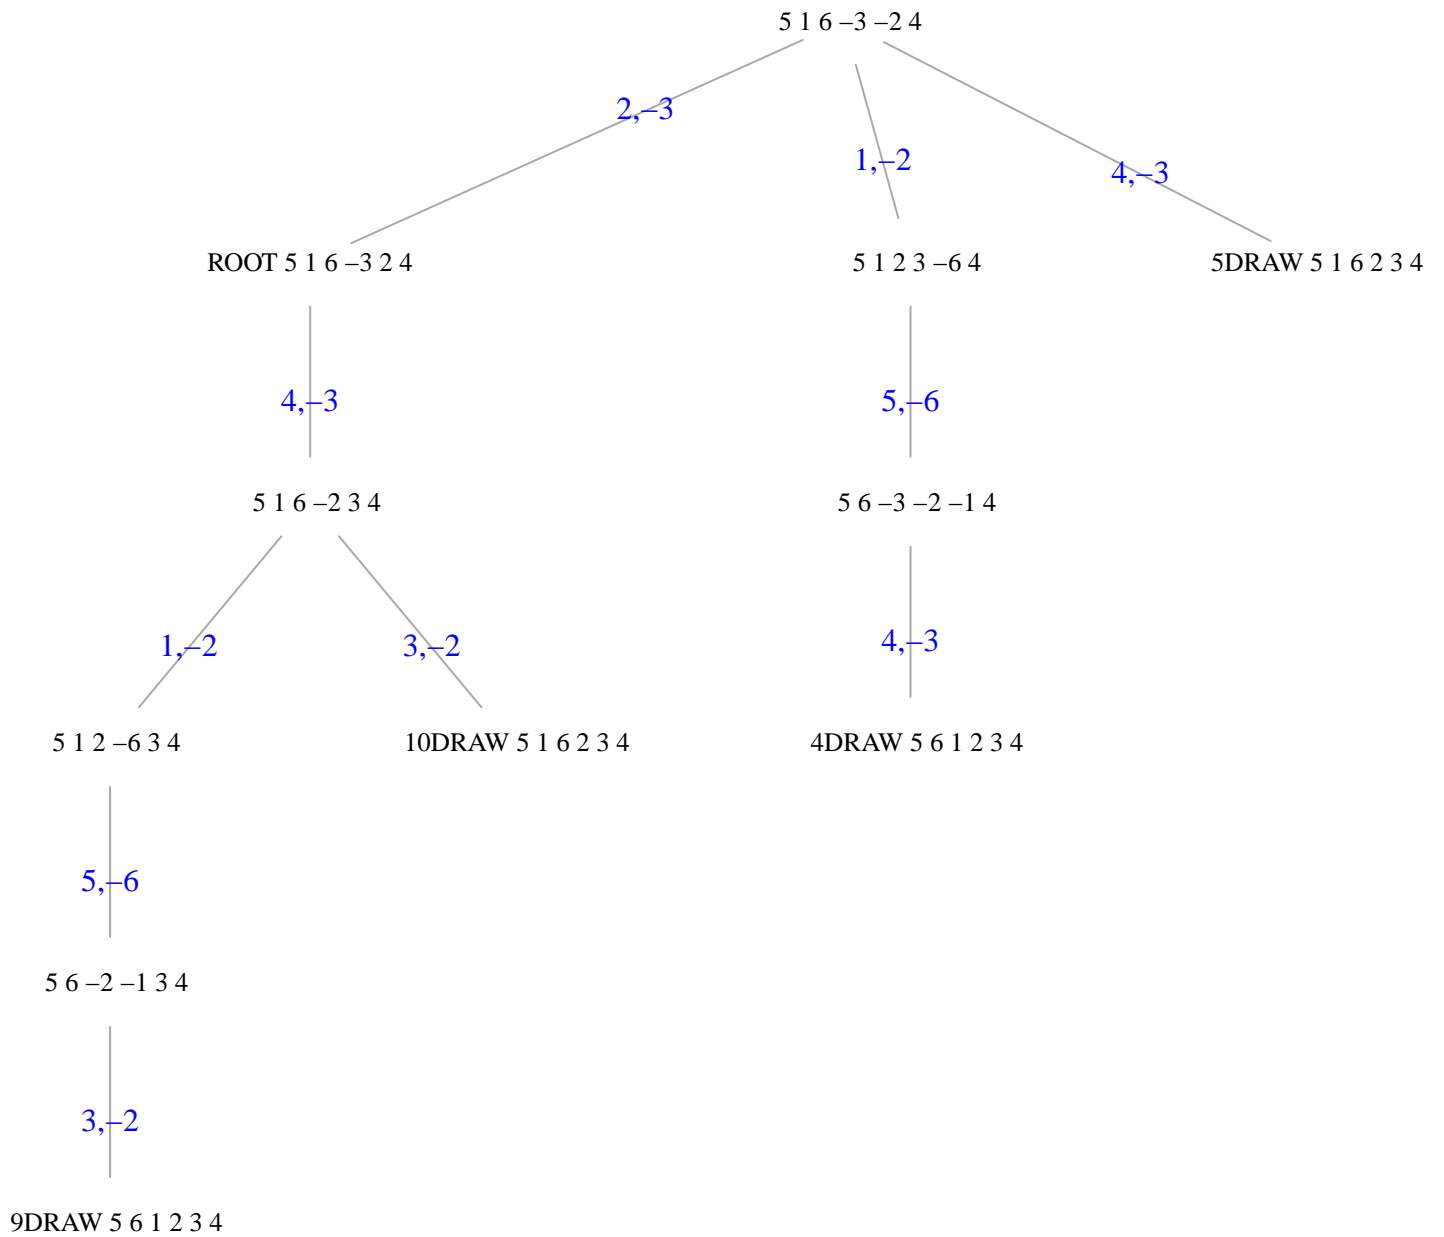 5 1 6 –3 –2 4
2,–3
1,–2
4,–3
ROOT 5 1 6 –3 2 4
5 1 2 3 –6 4
5DRAW 5 1 6 2 3 4
4,–3
5,–6
5 1 6 –2 3 4
5 6 –3 –2 –1 4
1,–2
3,–2
4,–3
5 1 2 –6 3 4
10DRAW 5 1 6 2 3 4
4DRAW 5 6 1 2 3 4
5,–6
5 6 –2 –1 3 4
3,–2
9DRAW 5 6 1 2 3 4